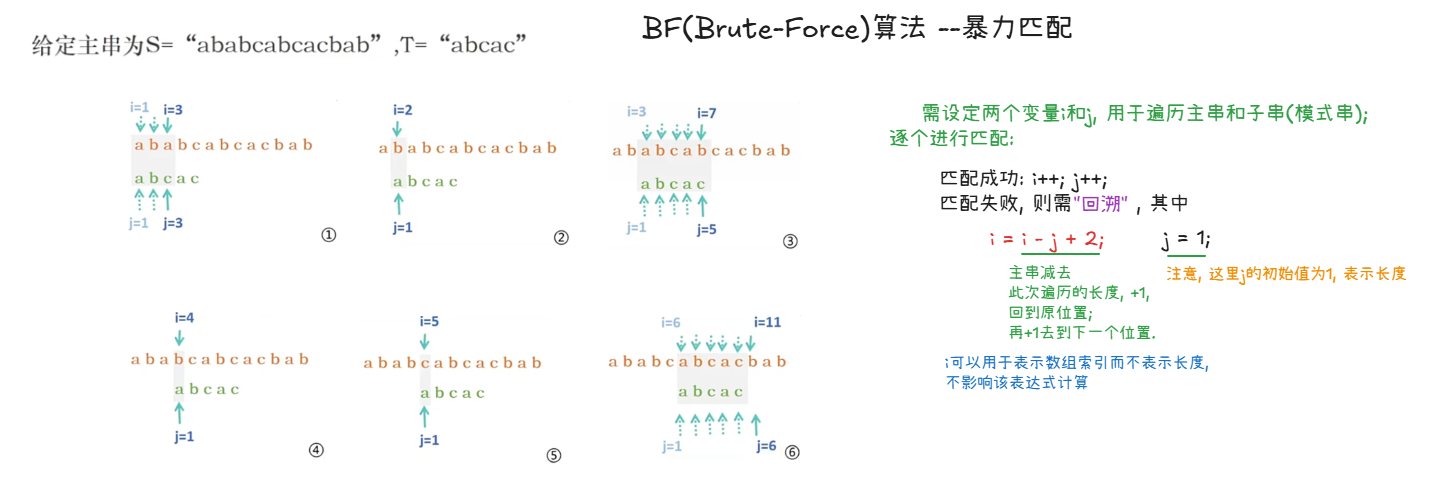 BF(Brute-Force)算法 --暴力匹配
给定主串为S=“ababcabcacbab”,T=“abcac”
i=1 i=3
a b a b c a b c a c b a b
a b c a c
j=1 j=3
①
i=2
a b a b c a b c a c b a b
a b c a c
j=1
②
i=3 i=7
a b a b c a b c a c b a b
a b c a c
j=1 j=5
③
i=4
a b a b c a b c a c b a b
a b c a c
j=1
④
i=5
a b a b c a b c a c b a b
a b c a c
j=1
⑤
i=6 i=11
a b a b c a b c a c b a b
a b c a c
j=1 j=6
⑥
需设定两个变量i和j, 用于遍历主串和子串(模式串);
逐个进行匹配:
匹配成功: i++; j++;
匹配失败, 则需"回溯" , 其中
i = i - j + 2; j = 1;
主串减去
此次遍历的长度, +1,
回到原位置;
再+1去到下一个位置.
注意, 这里j的初始值为1, 表示长度
i可以用于表示数组索引而不表示长度,
不影响该表达式计算